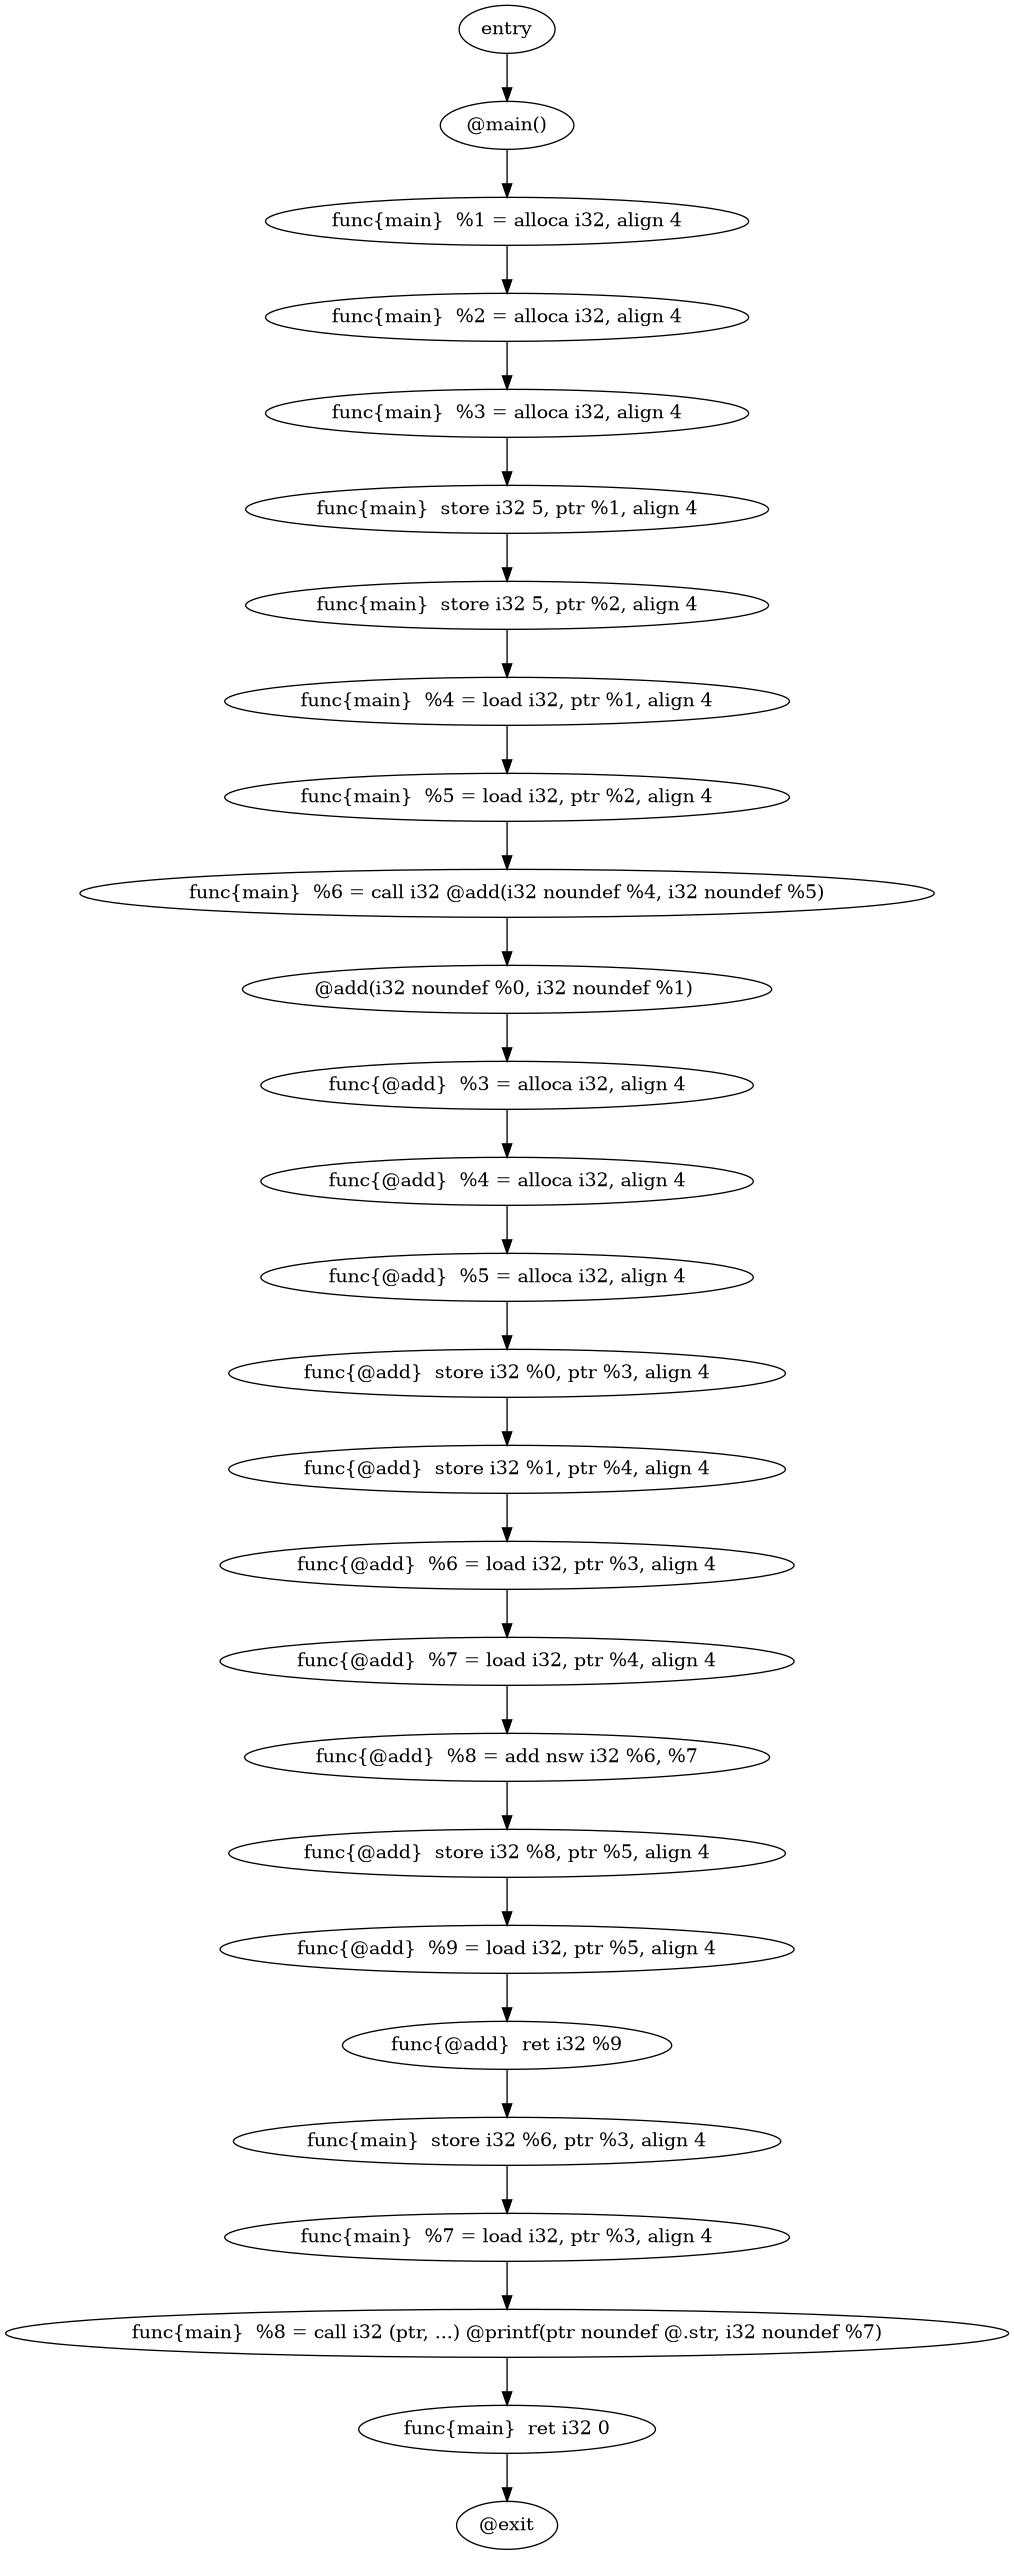 entry
@main()
func{main}  %1 = alloca i32, align 4
func{main}  %2 = alloca i32, align 4
func{main}  %3 = alloca i32, align 4
func{main}  store i32 5, ptr %1, align 4
func{main}  store i32 5, ptr %2, align 4
func{main}  %4 = load i32, ptr %1, align 4
func{main}  %5 = load i32, ptr %2, align 4
func{main}  %6 = call i32 @add(i32 noundef %4, i32 noundef %5)
@add(i32 noundef %0, i32 noundef %1)
func{@add}  %3 = alloca i32, align 4
func{@add}  %4 = alloca i32, align 4
func{@add}  %5 = alloca i32, align 4
func{@add}  store i32 %0, ptr %3, align 4
func{@add}  store i32 %1, ptr %4, align 4
func{@add}  %6 = load i32, ptr %3, align 4
func{@add}  %7 = load i32, ptr %4, align 4
func{@add}  %8 = add nsw i32 %6, %7
func{@add}  store i32 %8, ptr %5, align 4
func{@add}  %9 = load i32, ptr %5, align 4
func{@add}  ret i32 %9
func{main}  store i32 %6, ptr %3, align 4
func{main}  %7 = load i32, ptr %3, align 4
func{main}  %8 = call i32 (ptr, ...) @printf(ptr noundef @.str, i32 noundef %7)
func{main}  ret i32 0
@exit